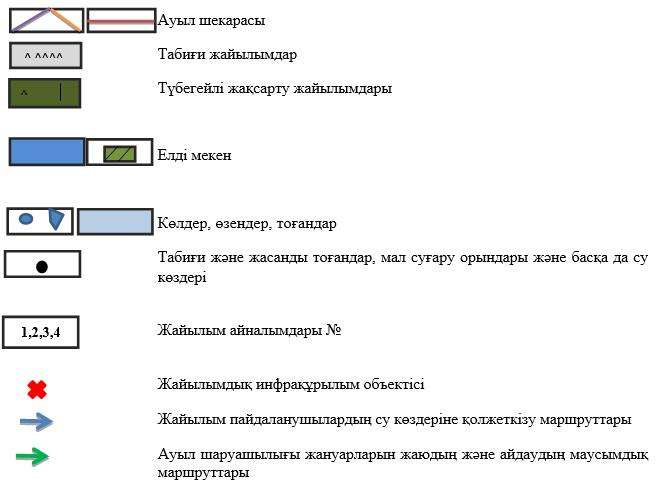 Ауыл шекарасы
^ ^^^^ Табиғи жайылымдар
^ | Түбегейлі жақсарту жайылымдары
Елді мекен
Көлдер, өзендер, тоғандар
Табиғи және жасанды тоғандар, мал суғару орындары және басқа да су
көздері
1,2,3,4 Жайылым айналымдары №
Жайылымдық инфрақұрылым объектісі
Жайылым пайдаланушылардың су көздеріне қолжеткізу маршруттары
Ауыл шаруашылығы жануарларын жаюдың және айдаудың маусымдық
маршруттары